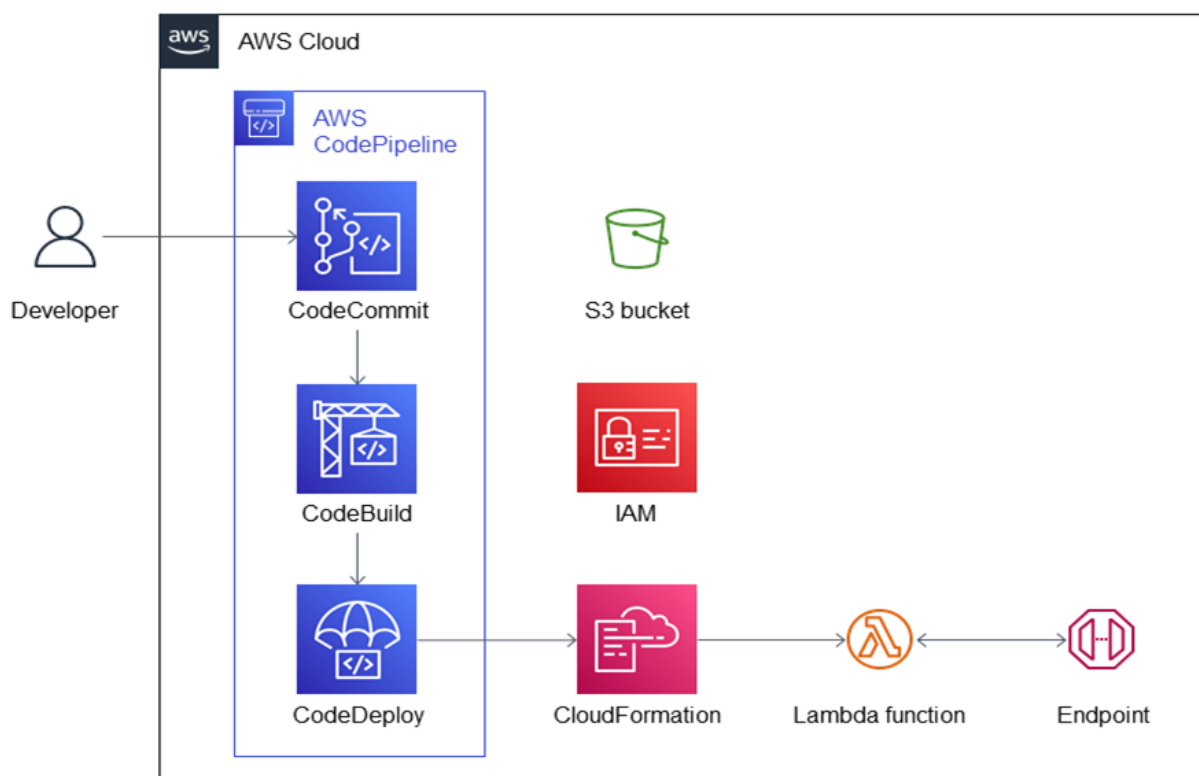 aws
AWS Cloud
AWS
CodePipeline
Developer
CodeCommit
S3 bucket
CodeBuild
IAM
CodeDeploy
CloudFormation
Lambda function
Endpoint